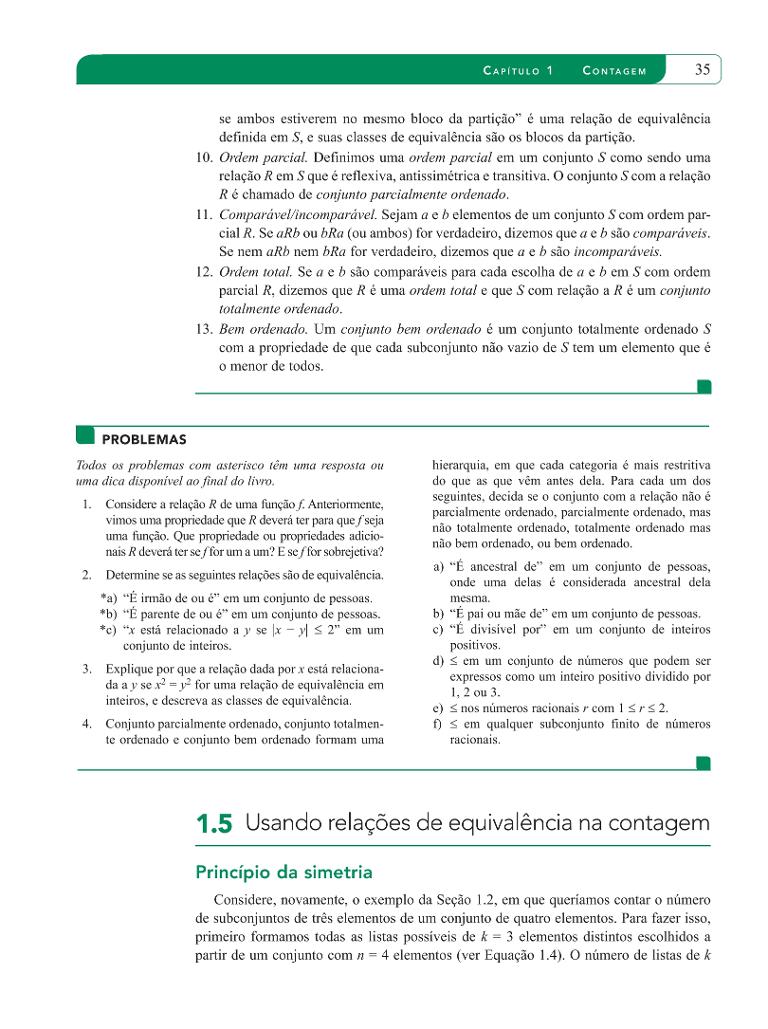 CAPÍTULO 1 CONTAGEM 35
se ambos estiverem no mesmo bloco da partição” é uma relação de equivalência
definida em S, e suas classes de equivalência são os blocos da partição.
10. Ordem parcial. Definimos uma ordem parcial em um conjunto S como sendo uma
relação R em S que é reflexiva, antissimétrica e transitiva. O conjunto S com a relação
R é chamado de conjunto parcialmente ordenado.
11. Comparável/incomparável. Sejam a e b elementos de um conjunto S com ordem par-
cial R. Se aRb ou bRa (ou ambos) for verdadeiro, dizemos que a e b são comparáveis.
Se nem aRb nem bRa for verdadeiro, dizemos que a e b são incomparáveis.
12. Ordem total. Se a e b são comparáveis para cada escolha de a e b em S com ordem
parcial R, dizemos que R é uma ordem total e que S com relação a R é um conjunto
totalmente ordenado.
13. Bem ordenado. Um conjunto bem ordenado é um conjunto totalmente ordenado S
com a propriedade de que cada subconjunto não vazio de S tem um elemento que é
o menor de todos.
PROBLEMAS
Todos os problemas com asterisco têm uma resposta ou
uma dica disponível ao final do livro.
1. Considere a relação R de uma função f. Anteriormente,
vimos uma propriedade que R deverá ter para que f seja
uma função. Que propriedade ou propriedades adicio-
nais R deverá ter se f for um a um? E se f for sobrejetiva?
2. Determine se as seguintes relações são de equivalência.
*a) “É irmão de ou é” em um conjunto de pessoas.
*b) “É parente de ou é” em um conjunto de pessoas.
*c) “x está relacionado a y se |x − y| ≤ 2” em um
conjunto de inteiros.
3. Explique por que a relação dada por x está relaciona-
da a y se x² = y² for uma relação de equivalência em
inteiros, e descreva as classes de equivalência.
4. Conjunto parcialmente ordenado, conjunto totalmen-
te ordenado e conjunto bem ordenado formam uma
hierarquia, em que cada categoria é mais restritiva
do que as que vêm antes dela. Para cada um dos
seguintes, decida se o conjunto com a relação não é
parcialmente ordenado, parcialmente ordenado, mas
não totalmente ordenado, totalmente ordenado mas
não bem ordenado, ou bem ordenado.
a) “É ancestral de” em um conjunto de pessoas,
onde uma delas é considerada ancestral dela
mesma.
b) “É pai ou mãe de” em um conjunto de pessoas.
c) “É divisível por” em um conjunto de inteiros
positivos.
d) ≤ em um conjunto de números que podem ser
expressos como um inteiro positivo dividido por
1, 2 ou 3.
e) ≤ nos números racionais r com 1 ≤ r ≤ 2.
f) ≤ em qualquer subconjunto finito de números
racionais.
1.5 Usando relações de equivalência na contagem
Princípio da simetria
Considere, novamente, o exemplo da Seção 1.2, em que queríamos contar o número
de subconjuntos de três elementos de um conjunto de quatro elementos. Para fazer isso,
primeiro formamos todas as listas possíveis de k = 3 elementos distintos escolhidos a
partir de um conjunto com n = 4 elementos (ver Equação 1.4). O número de listas de k